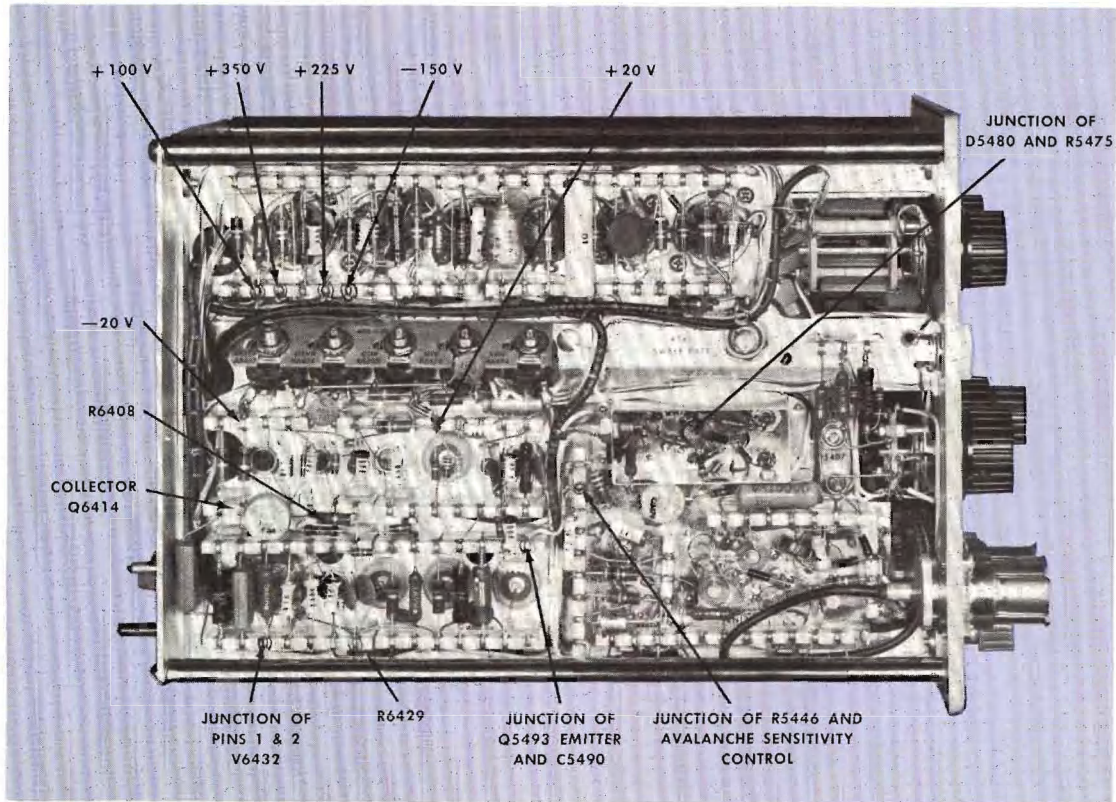 +100 V
+350 V
+225 V
—150 V
+20 V
JUNCTION OF
D5480 AND R5475
—20 V
R6408
COLLECTOR
Q6414
JUNCTION OF
PINS 1 & 2
V6432
R6429
JUNCTION OF
Q5493 EMITTER
AND C5490
JUNCTION OF R5446 AND
AVALANCHE SENSITIVITY
CONTROL